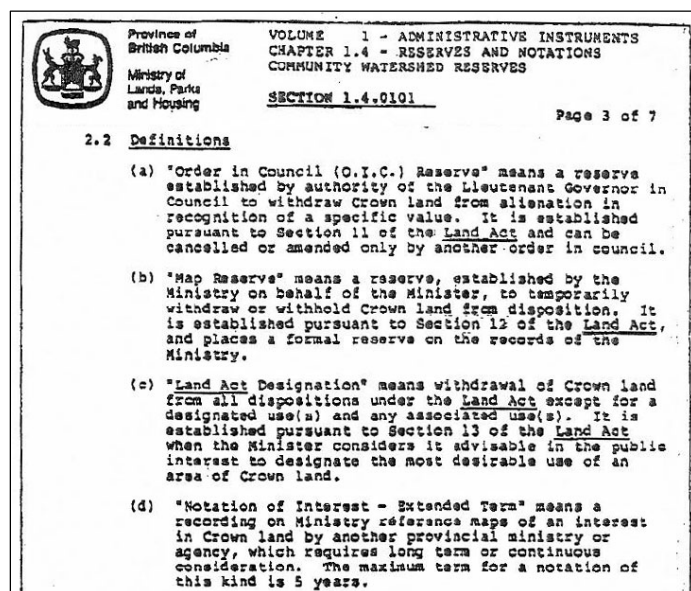 Province of
British Columbia
Ministry of
Lands, Parks
and Housing
VOLUME 1 - ADMINISTRATIVE INSTRUMENTS
CHAPTER 1.4 - RESERVES AND NOTATIONS
COMMUNITY WATERSHED RESERVES
SECTION 1.4.0101
Page 3 of 7
2.2 Definitions
(a) "Order in Council (O.I.C.) Reserve" means a reserve
established by authority of the Lieutenant Governor in
Council to withdraw Crown land from alienation in
recognition of a specific value. It is established
pursuant to Section 11 of the Land Act and can be
cancelled or amended only by another order in council.
(b) "Map Reserve" means a reserve, established by the
Ministry on behalf of the Minister, to temporarily
withdraw or withhold Crown land from disposition. It
is established pursuant to Section 12 of the Land Act,
and places a formal reserve on the records of the
Ministry.
(c) "Land Act Designation" means withdrawal of Crown land
from all dispositions under the Land Act except for a
designated use(s) and any associated use(s). It is
established pursuant to Section 13 of the Land Act
when the Minister considers it advisable in the public
interest to designate the most desirable use of an
area of Crown land.
(d) "Notation of Interest - Extended Term" means a
recording on Ministry reference maps of an interest
in Crown land by another provincial ministry or
agency, which requires long term or continuous
consideration. The maximum term for a notation of
this kind is 5 years.